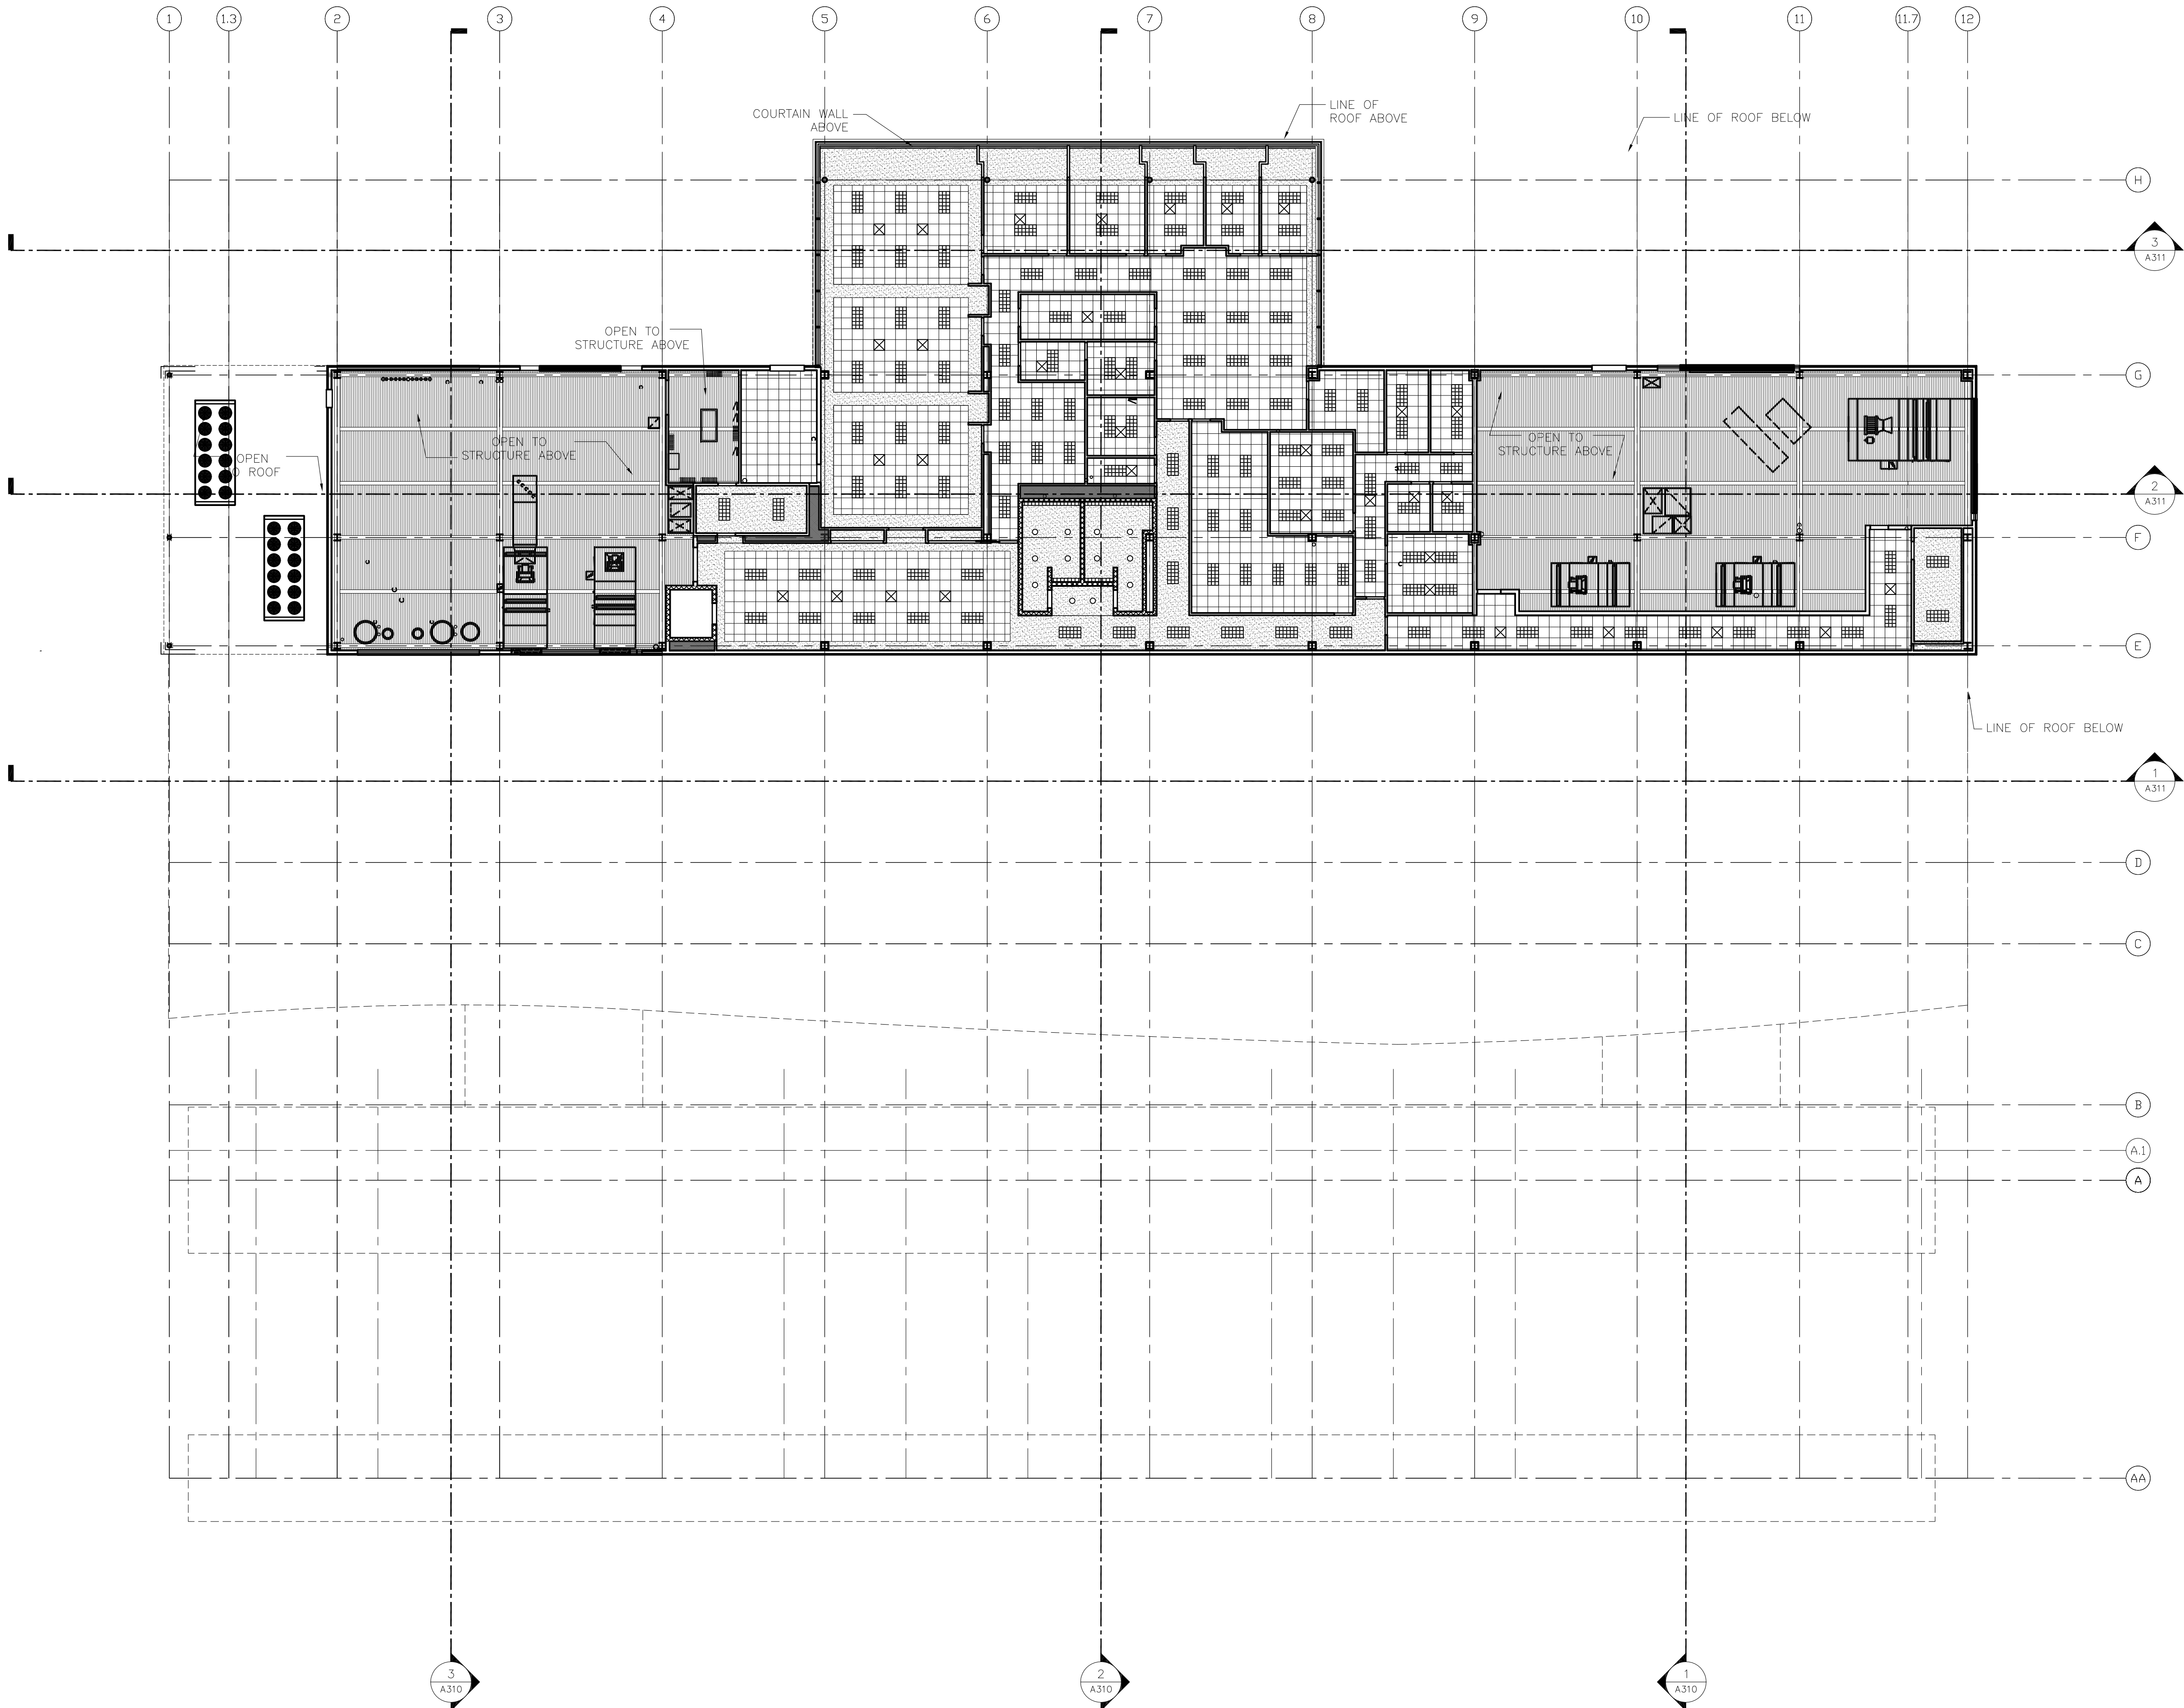 1
1.3
2
3
4
5
6
7
8
9
10
11
11.7
12
COURTAIN WALL
ABOVE
LINE OF
ROOF ABOVE
LINE OF ROOF BELOW
H
3
A311
OPEN TO
STRUCTURE ABOVE
G
OPEN TO
STRUCTURE ABOVE
OPEN
TO ROOF
OPEN TO
STRUCTURE ABOVE
2
A311
F
E
LINE OF ROOF BELOW
1
A311
D
C
B
A.1
A
AA
3
A310
2
A310
1
A310